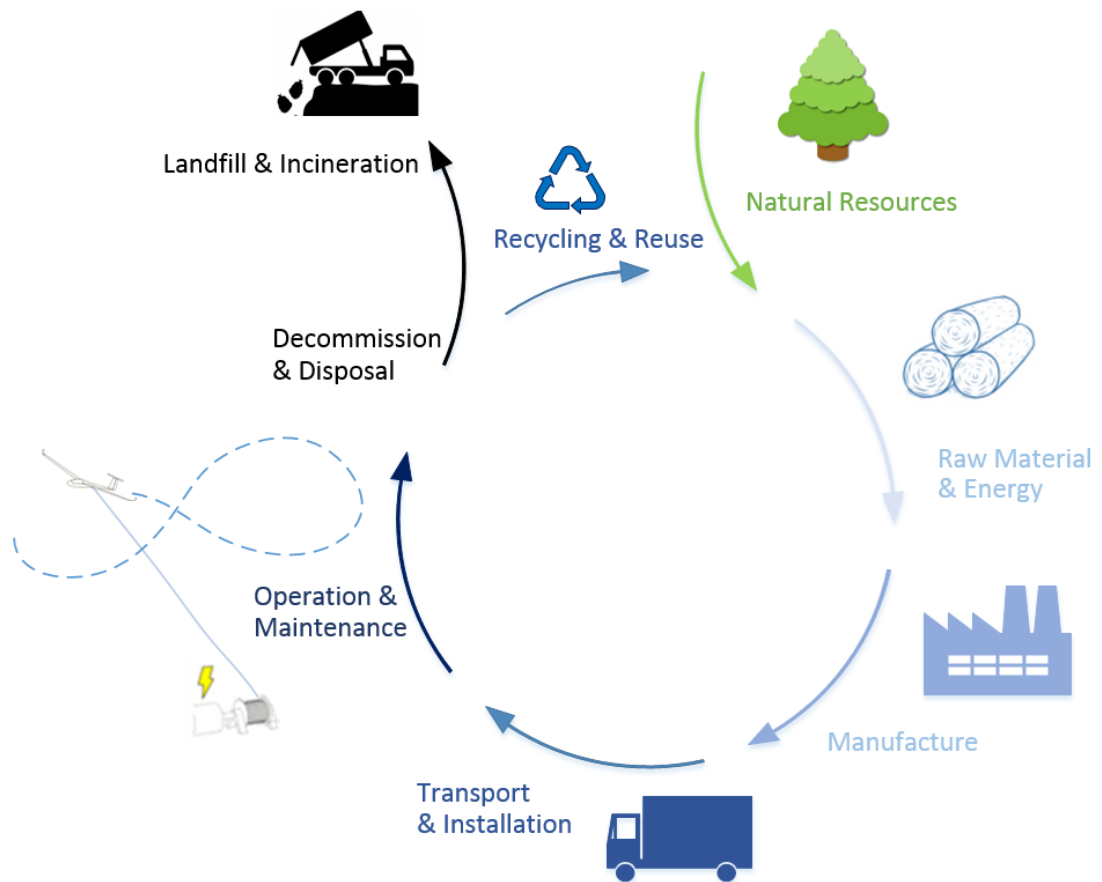 Landfill & Incineration
Recycling & Reuse
Natural Resources
Decommission
& Disposal
Raw Material
& Energy
Operation &
Maintenance
Manufacture
Transport
& Installation